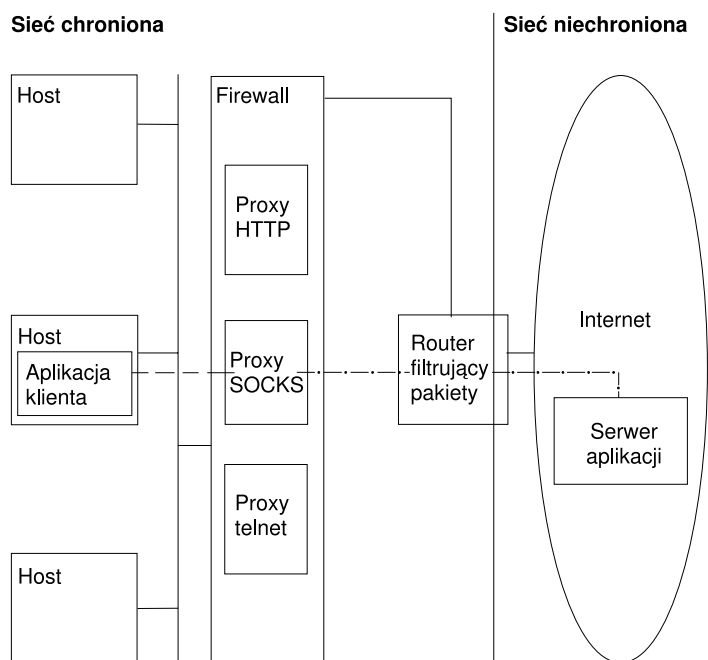 Sieć chroniona
Sieć niechroniona
Host
Firewall
Proxy
HTTP
Host
Aplikacja
klienta
Proxy
SOCKS
Router
filtrujący
pakiety
Internet
Serwer
aplikacji
Proxy
telnet
Host